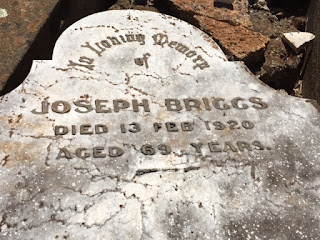 In Loving Memory
of
JOSEPH BRIGGS
DIED 13 FEB 1920
AGED 69 YEARS.